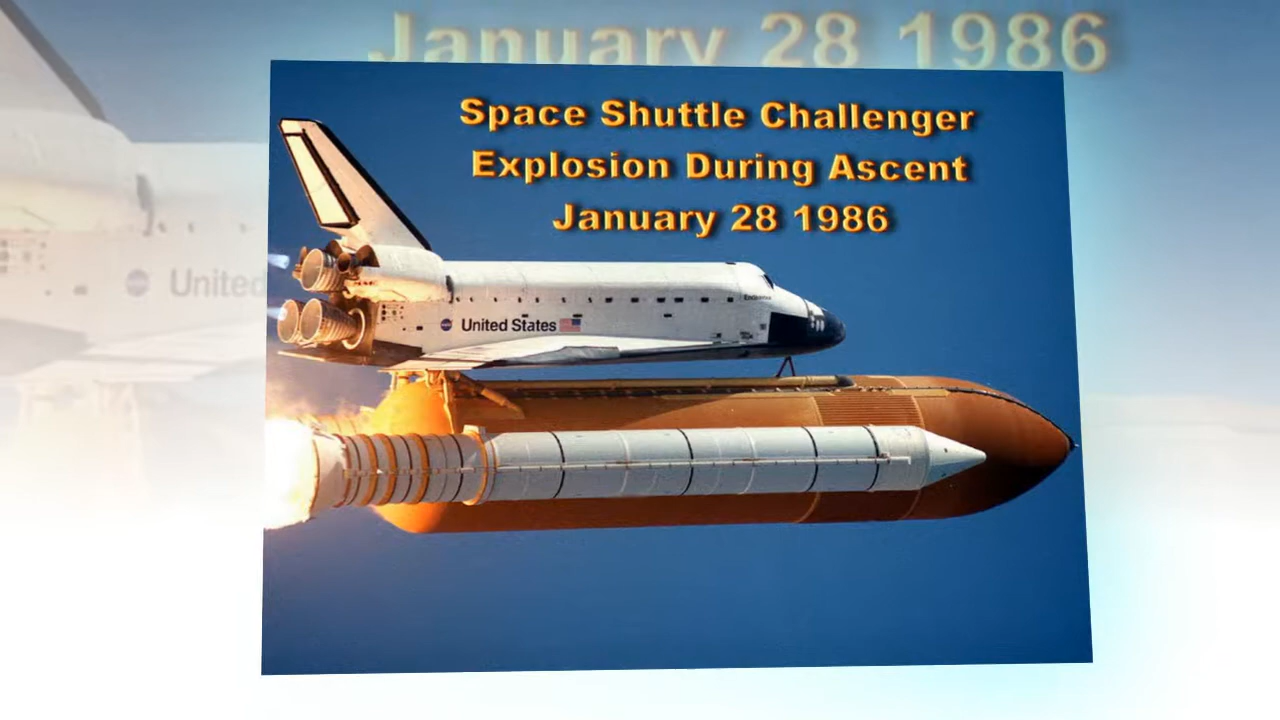 January 28 1986
Space Shuttle Challenger
Explosion During Ascent
January 28 1986
United States
United